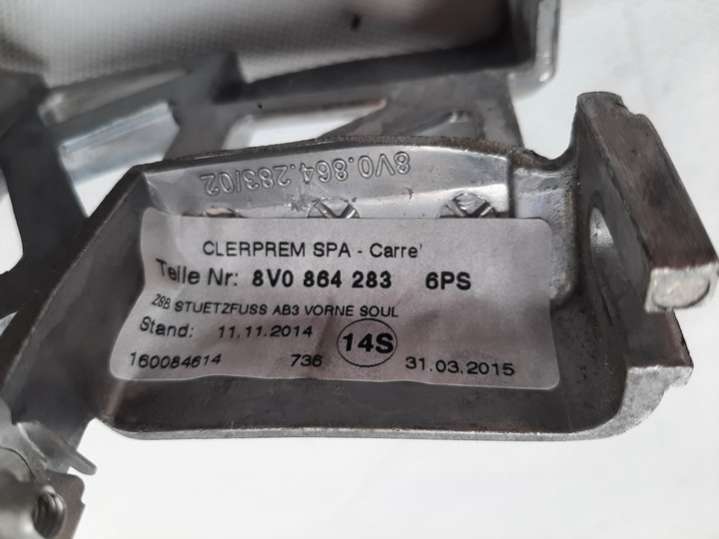 8V0.864.283/02
CLERPREM SPA - Carre'
Teile Nr: 8V0 864 283 6PS
ZSB STUETZFUSS AB3 VORNE SOUL
Stand: 11.11.2014 14S
160084614 736 31.03.2015